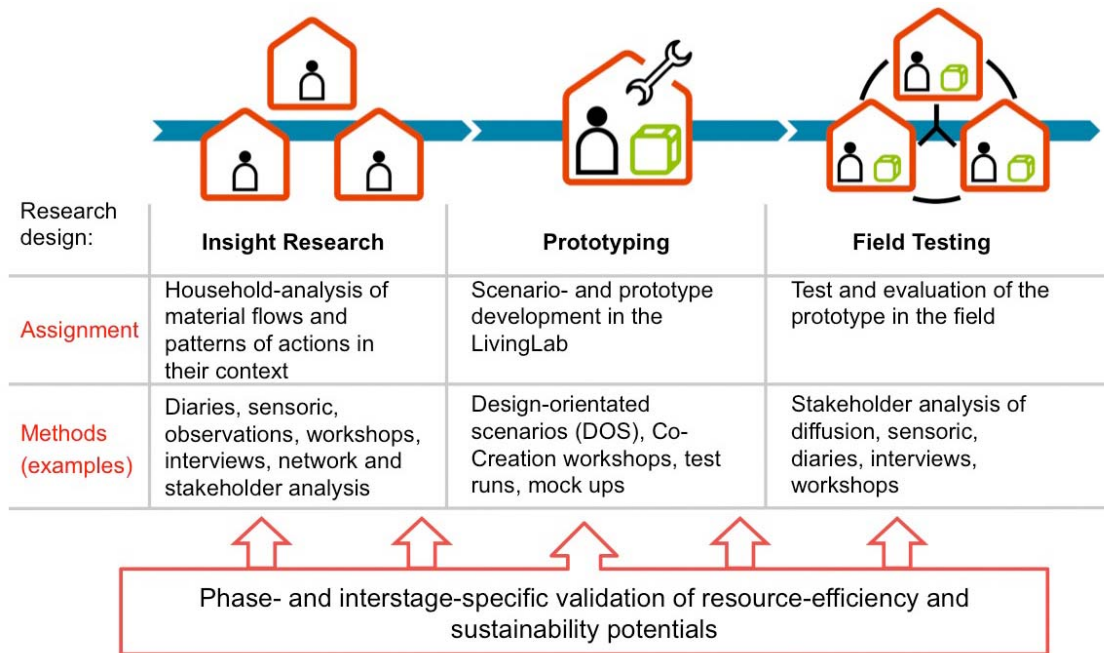 Research
design:
Insight Research
Prototyping
Field Testing
Assignment
Household-analysis of
material flows and
patterns of actions in
their context
Scenario- and prototype
development in the
LivingLab
Test and evaluation of the
prototype in the field
Methods
(examples)
Diaries, sensoric,
observations, workshops,
interviews, network and
stakeholder analysis
Design-orientated
scenarios (DOS), Co-
Creation workshops, test
runs, mock ups
Stakeholder analysis of
diffusion, sensoric,
diaries, interviews,
workshops
Phase- and interstage-specific validation of resource-efficiency and
sustainability potentials